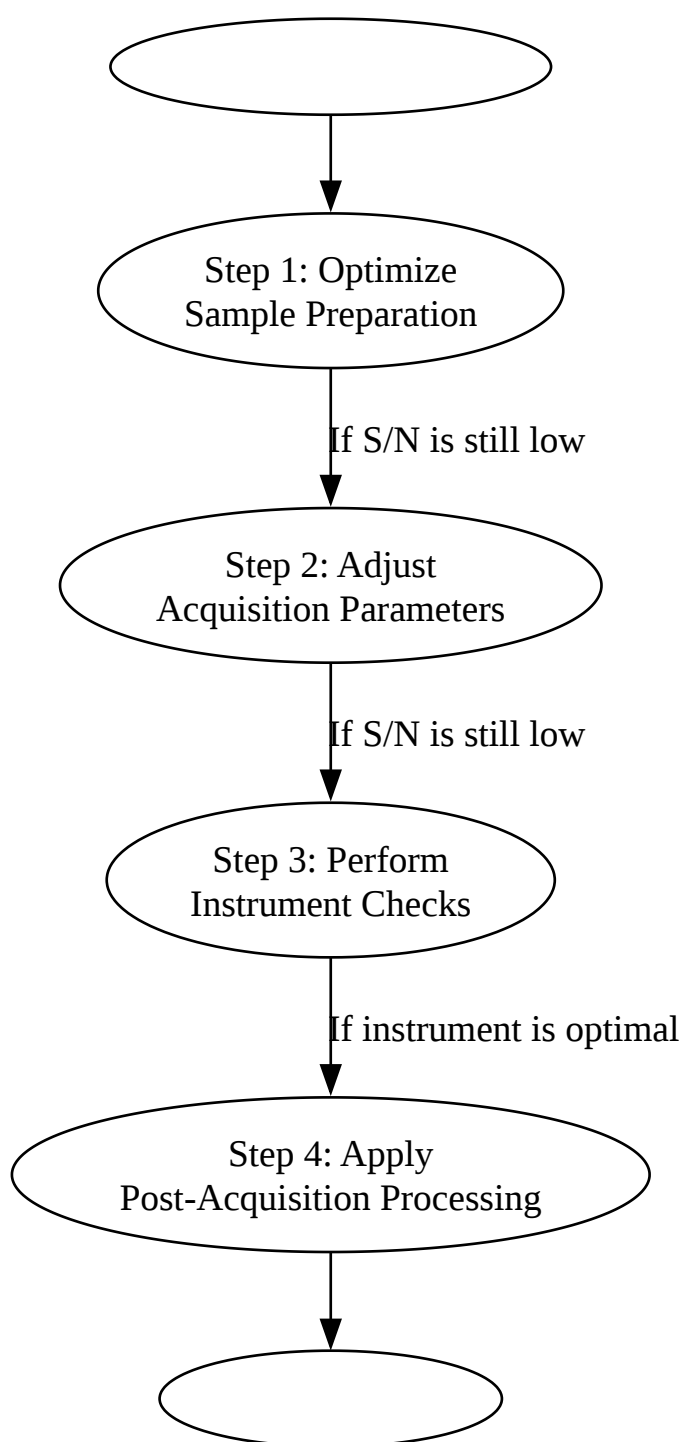 Step 1: Optimize
Sample Preparation
If S/N is still low
Step 2: Adjust
Acquisition Parameters
If S/N is still low
Step 3: Perform
Instrument Checks
If instrument is optimal
Step 4: Apply
Post-Acquisition Processing